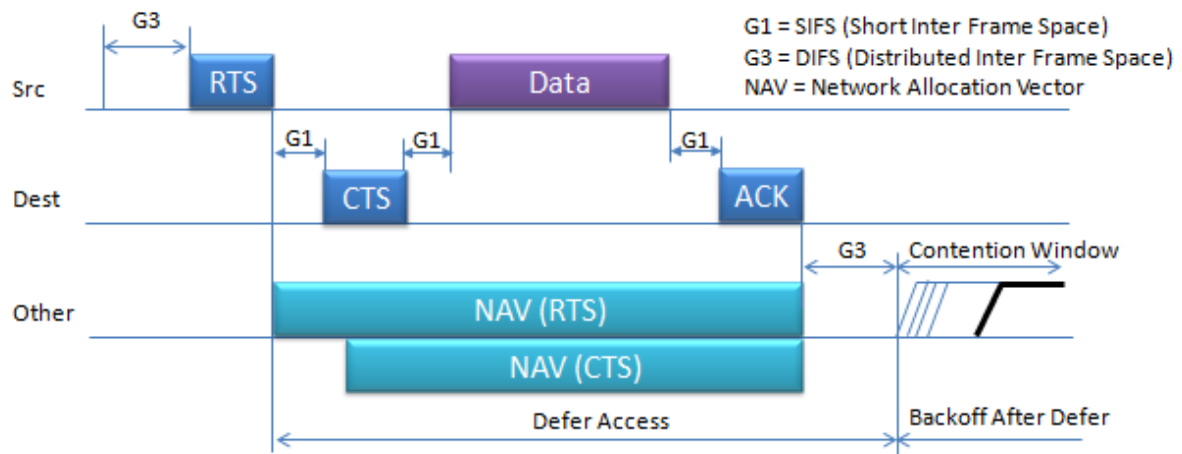 G3
G1 = SIFS (Short Inter Frame Space)
G3 = DIFS (Distributed Inter Frame Space)
NAV = Network Allocation Vector
Src
RTS
Data
G1
G1
G1
Dest
CTS
ACK
G3
Contention Window
Other
NAV (RTS)
NAV (CTS)
Defer Access
Backoff After Defer